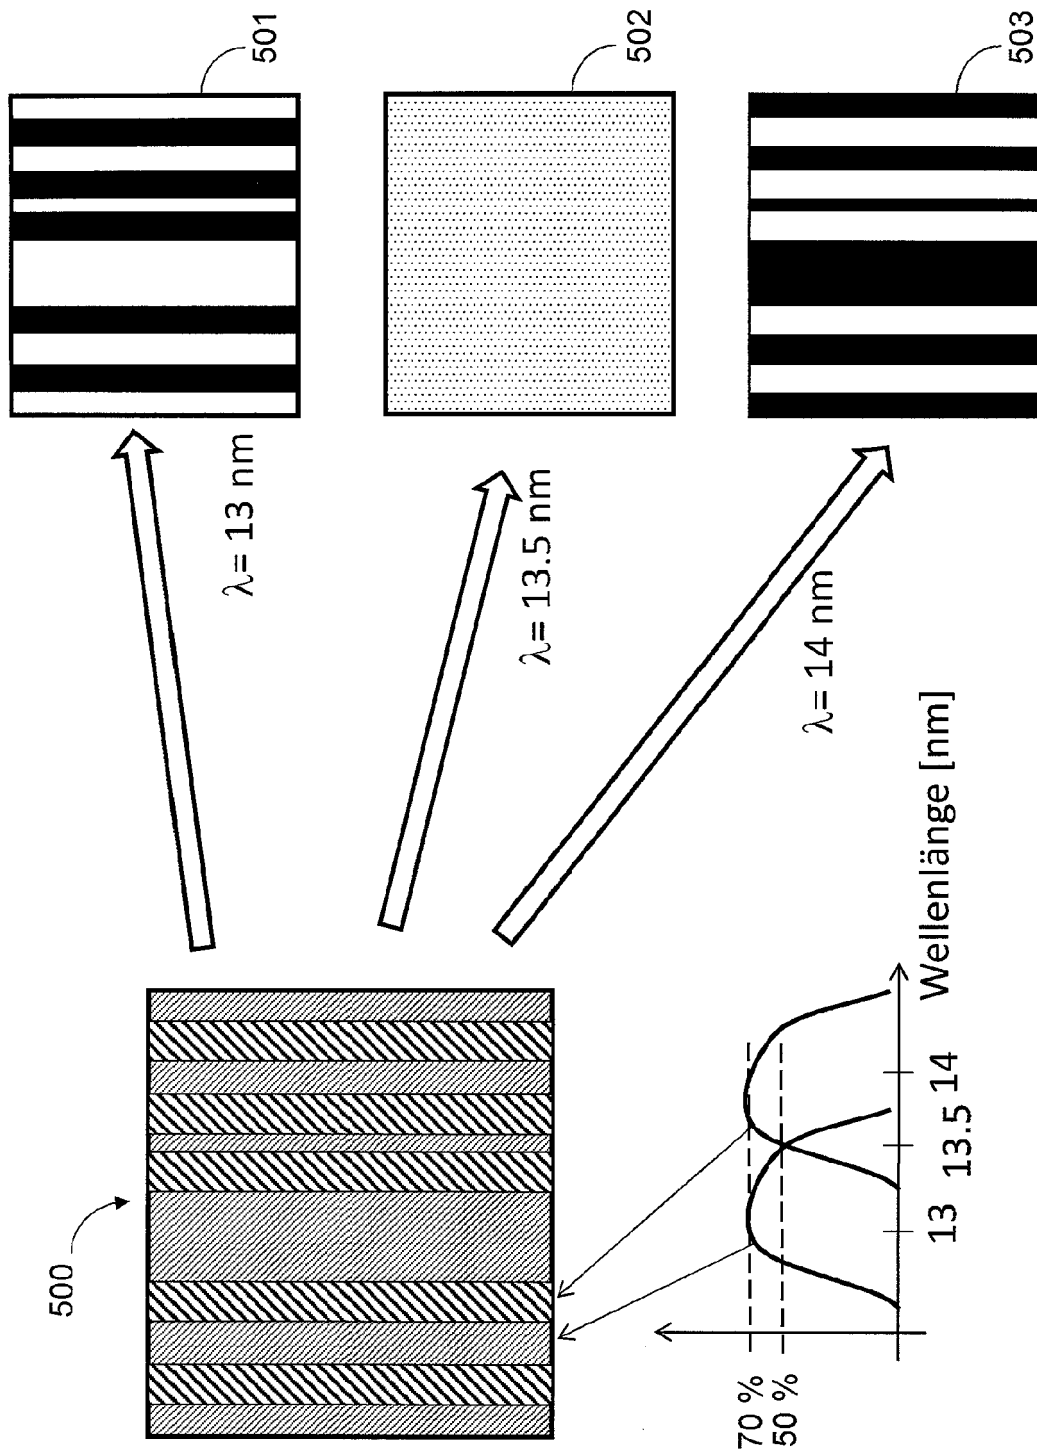 500
501
502
503
λ= 13 nm
λ= 13.5 nm
λ= 14 nm
70 %
50 %
13
13.5
14
Wellenlänge [nm]